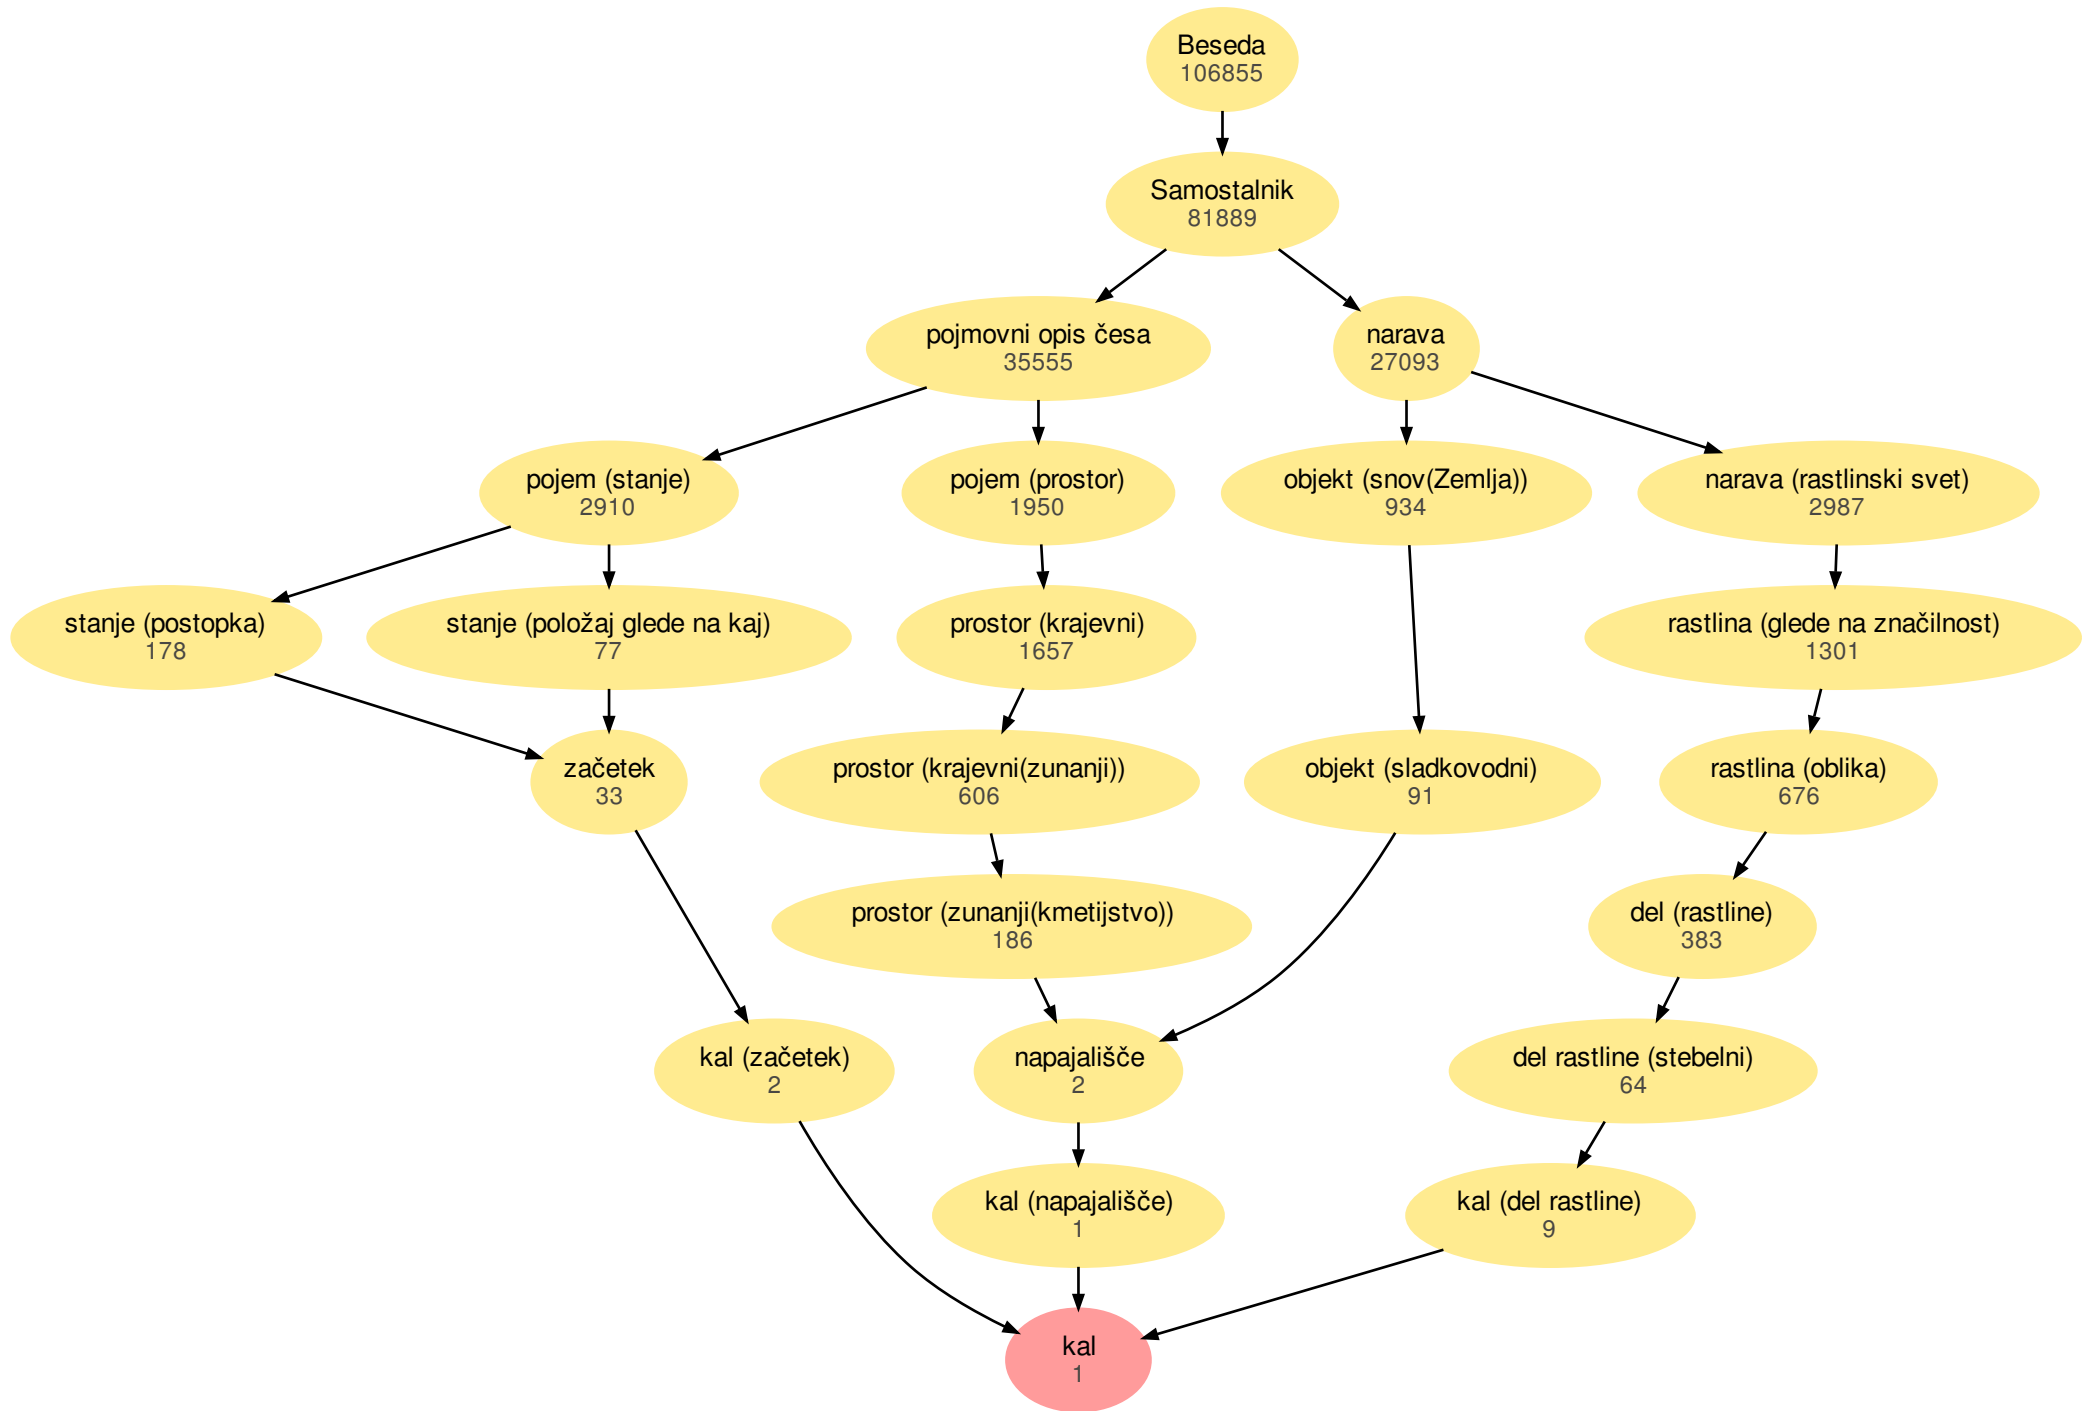 Beseda
106855
Samostalnik
81889
pojmovni opis česa
35555
narava
27093
pojem (stanje)
2910
pojem (prostor)
1950
objekt (snov(Zemlja))
934
narava (rastlinski svet)
2987
stanje (postopka)
178
stanje (položaj glede na kaj)
77
prostor (krajevni)
1657
rastlina (glede na značilnost)
1301
začetek
33
prostor (krajevni(zunanji))
606
objekt (sladkovodni)
91
rastlina (oblika)
676
prostor (zunanji(kmetijstvo))
186
del (rastline)
383
kal (začetek)
2
napajališče
2
del rastline (stebelni)
64
kal (napajališče)
1
kal (del rastline)
9
kal
1